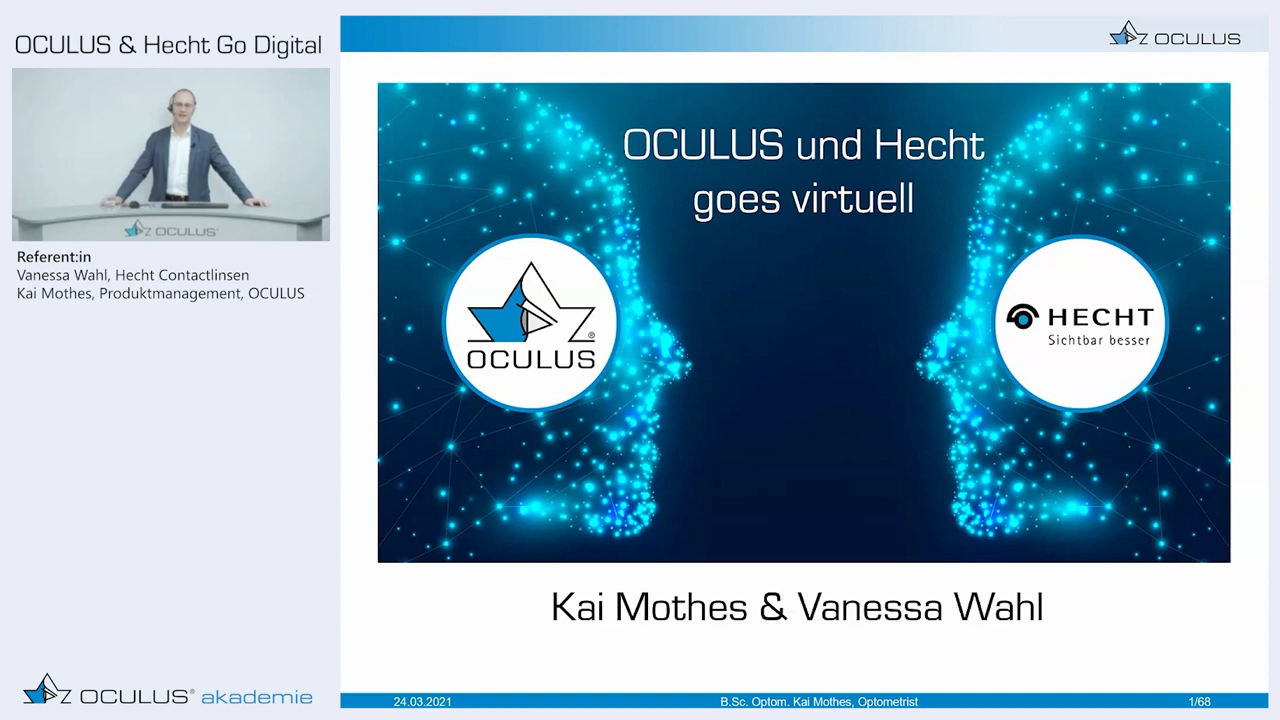 OCULUS & Hecht Go Digital
OCULUS
Referent:in
Vanessa Wahl, Hecht Contactlinsen
Kai Mothes, Produktmanagement, OCULUS
OCULUS® akademie
OCULUS
OCULUS und Hecht
goes virtuell
®
OCULUS
HECHT
Sichtbar besser
Kai Mothes & Vanessa Wahl
24.03.2021
B.Sc. Optom. Kai Mothes, Optometrist
1/68